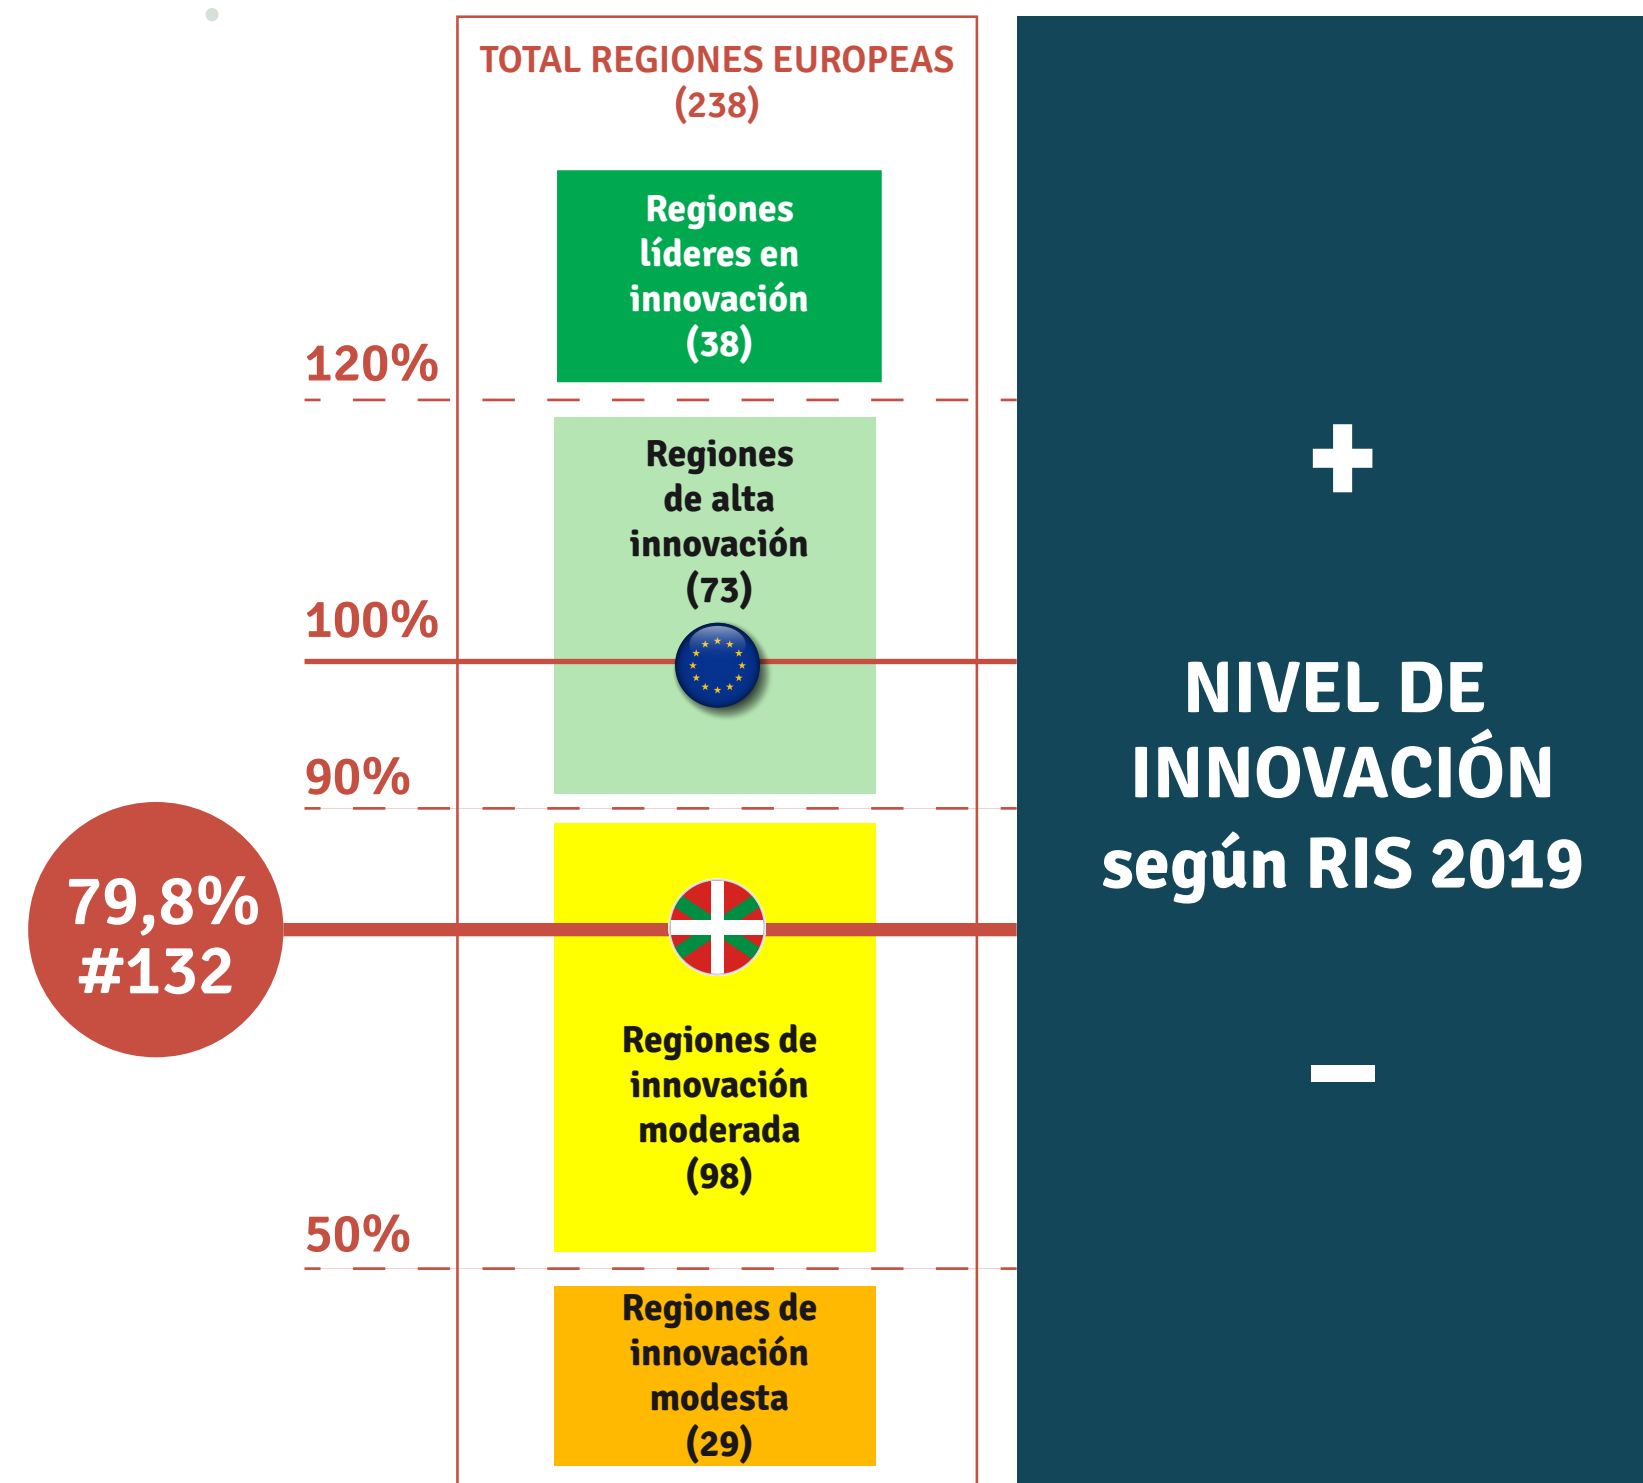 TOTAL REGIONES EUROPEAS
(238)
Regiones
líderes en
innovación
(38)
120%
Regiones
de alta
innovación
(73)
100%
90%
79,8%
#132
Regiones de
innovación
moderada
(98)
50%
Regiones de
innovación
modesta
(29)
+
NIVEL DE
INNOVACIÓN
según RIS 2019
–